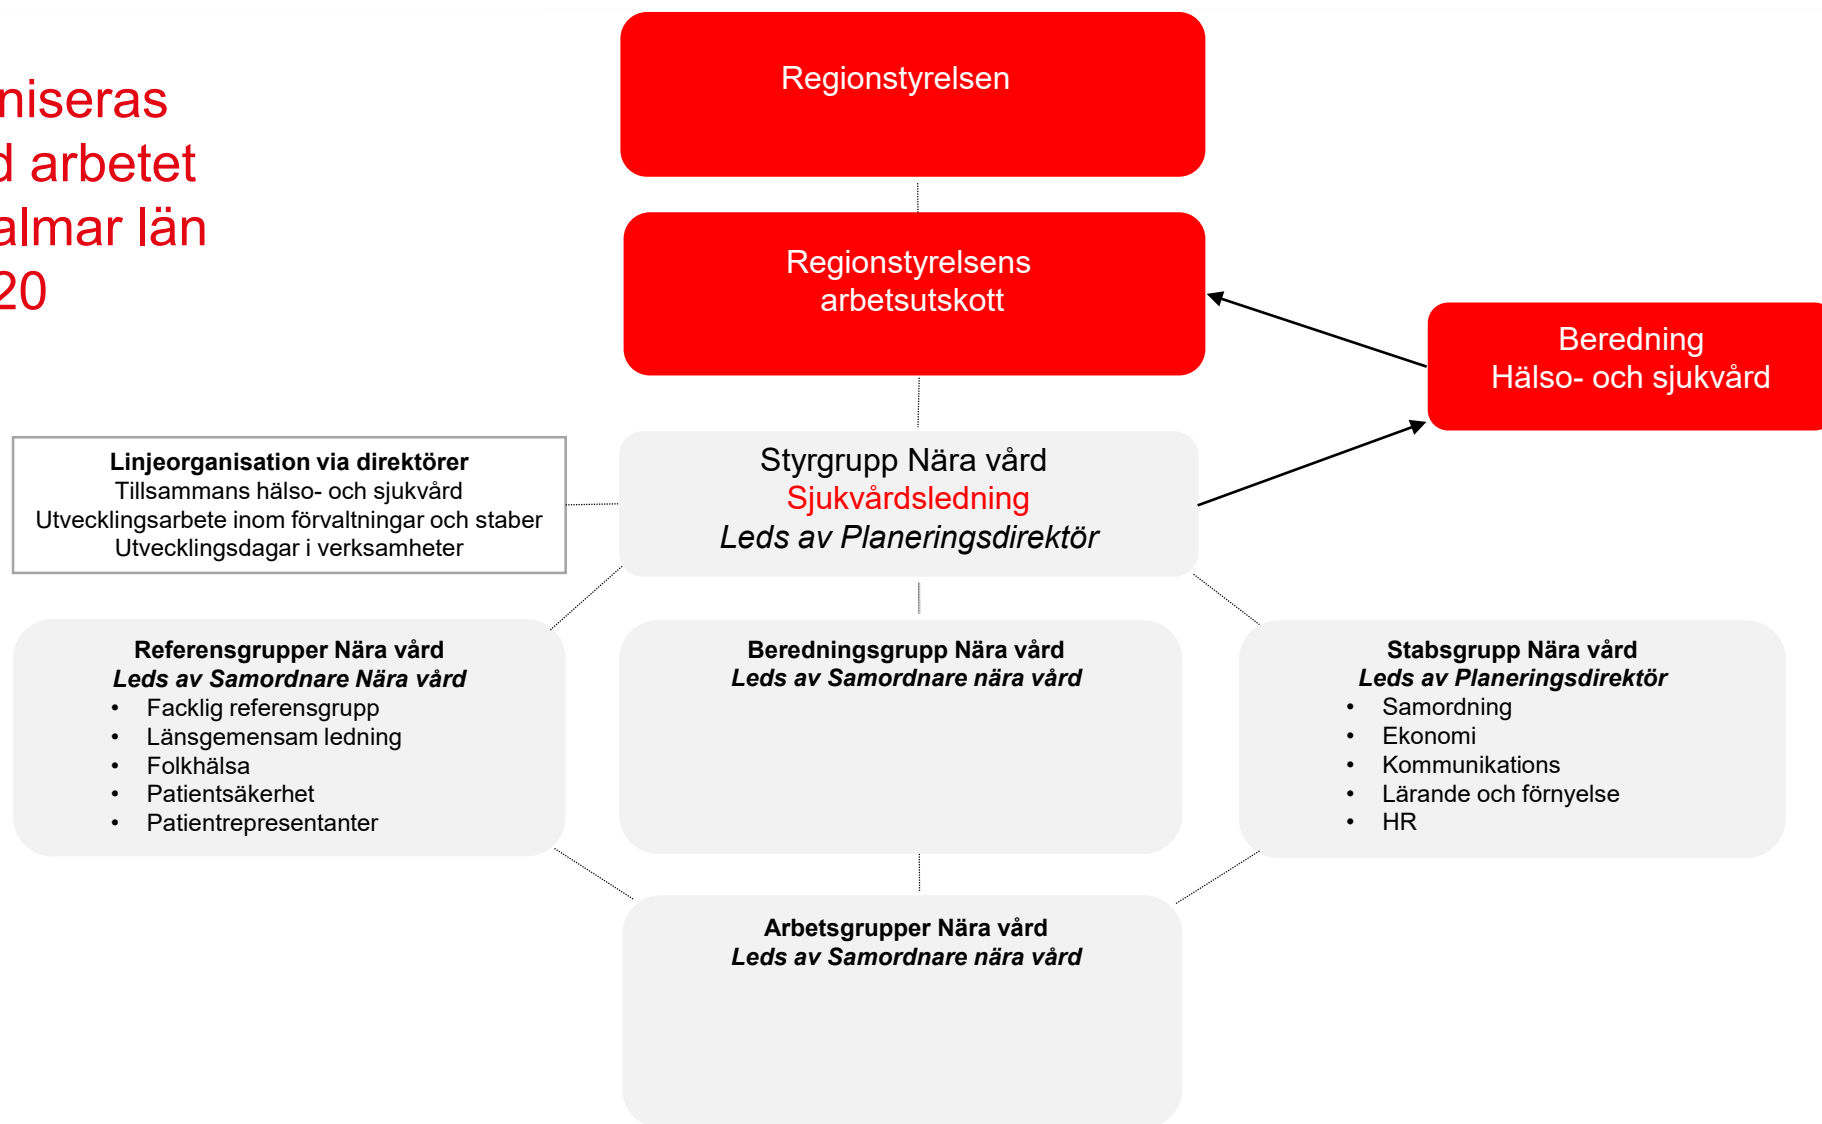 niseras
d arbetet
almar län
20
Regionstyrelsen
Regionstyrelsens
arbetsutskott
Beredning
Hälso- och sjukvård
Linjeorganisation via direktörer
Tillsammans hälso- och sjukvård
Utvecklingsarbete inom förvaltningar och staber
Utvecklingsdagar i verksamheter
Styrgrupp Nära vård
Sjukvårdsledning
Leds av Planeringsdirektör
Referensgrupper Nära vård
Leds av Samordnare Nära vård
• Facklig referensgrupp
• Länsgemensam ledning
• Folkhälsa
• Patientsäkerhet
• Patientrepresentanter
Beredningsgrupp Nära vård
Leds av Samordnare nära vård
Stabsgrupp Nära vård
Leds av Planeringsdirektör
• Samordning
• Ekonomi
• Kommunikations
• Lärande och förnyelse
• HR
Arbetsgrupper Nära vård
Leds av Samordnare nära vård